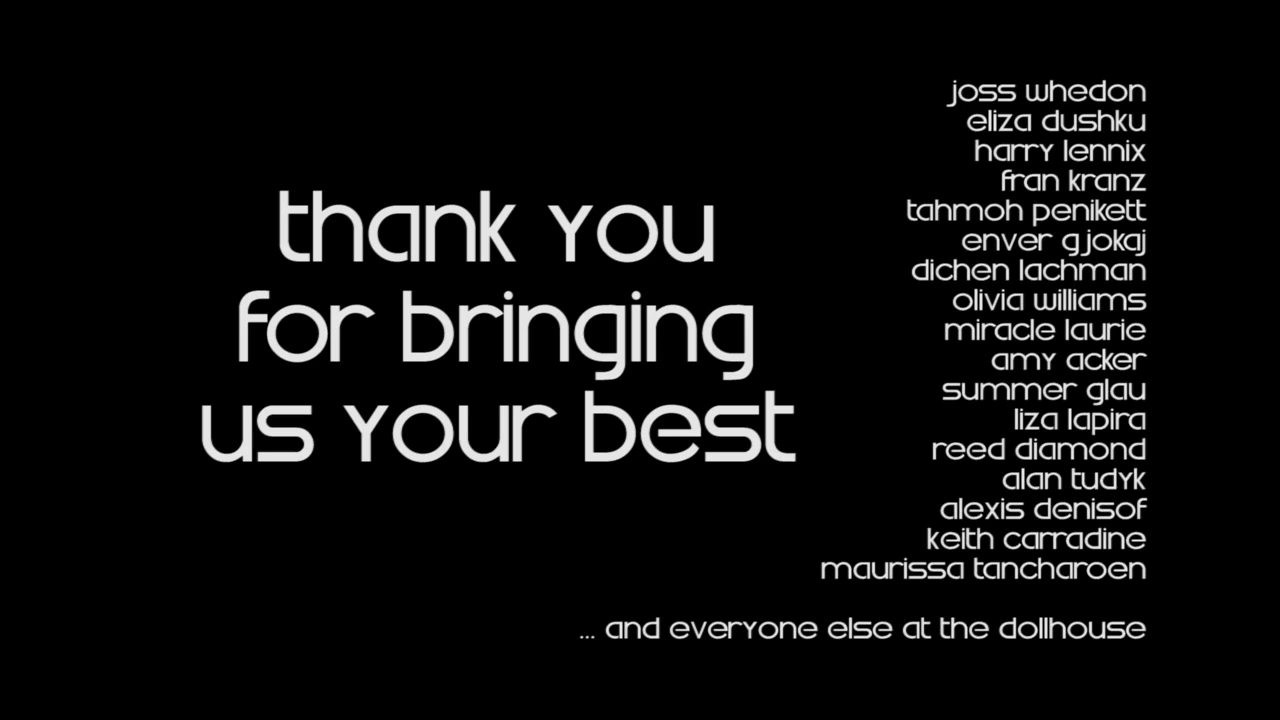 thank you
for bringing
us your best
joss whedon
eliza dushku
harry lennix
fran kranz
tahmoh penikett
enver gjokaj
dichen lachman
olivia williams
miracle laurie
amy acker
summer glau
liza lapira
reed diamond
alan tudyk
alexis denisof
keith carradine
maurissa tancharoen
... and everyone else at the dollhouse